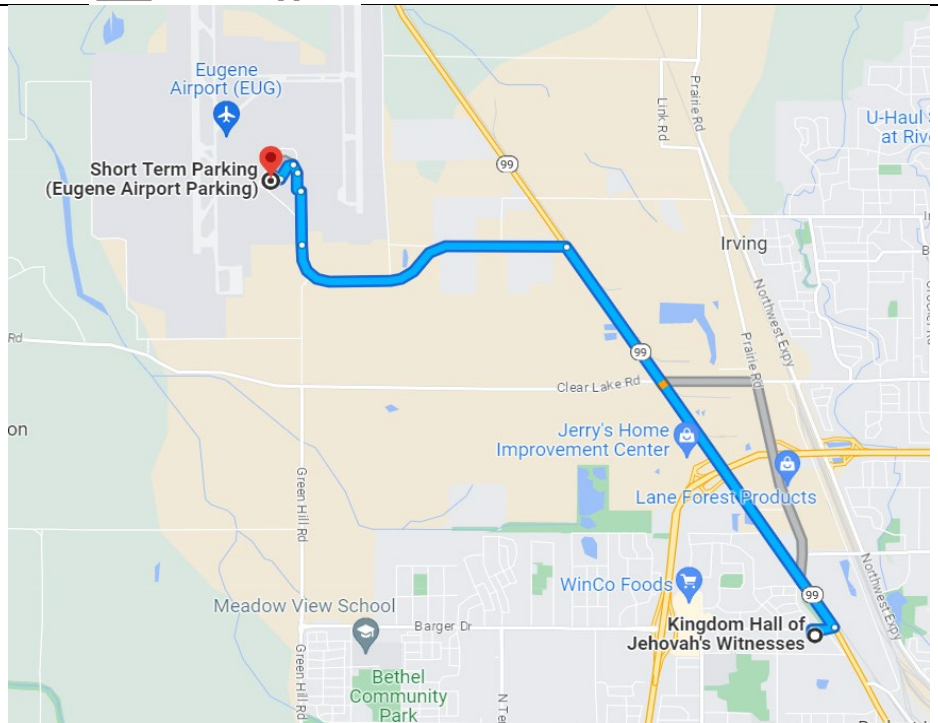 Eugene
Airport (EUG)
Short Term Parking
(Eugene Airport Parking)
99
Link Rd
Prairie Rd
U-Haul
at Riv
Irving
Northwest Expy
Prairie Rd
99
Rd
Clear Lake Rd
on
Jerry's Home
Improvement Center
Lane Forest Products
Green Hill Rd
WinCo Foods
99
Northwest Expy
Meadow View School
Barger Dr
Kingdom Hall of
Jehovah's Witnesses
Green Hill Rd
Bethel
Community
Park